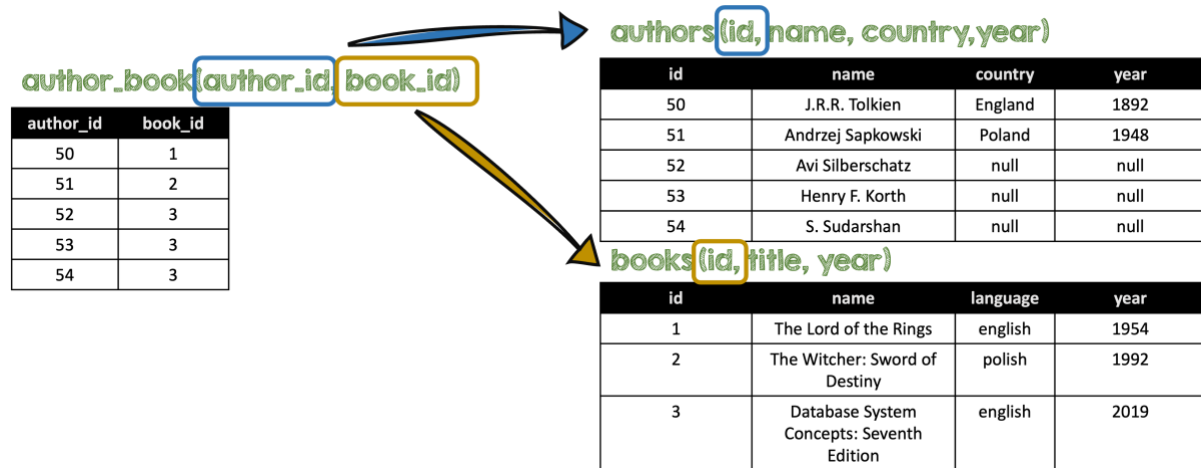 authors(id, name, country,year)
id name country year
50 J.R.R. Tolkien England 1892
51 Andrzej Sapkowski Poland 1948
52 Avi Silberschatz null null
53 Henry F. Korth null null
54 S. Sudarshan null null
author_book(author_id, book_id)
author_id book_id
50 1
51 2
52 3
53 3
54 3
books(id, title, year)
id name language year
1 The Lord of the Rings english 1954
2 The Witcher: Sword of polish 1992
Destiny
3 Database System english 2019
Concepts: Seventh
Edition